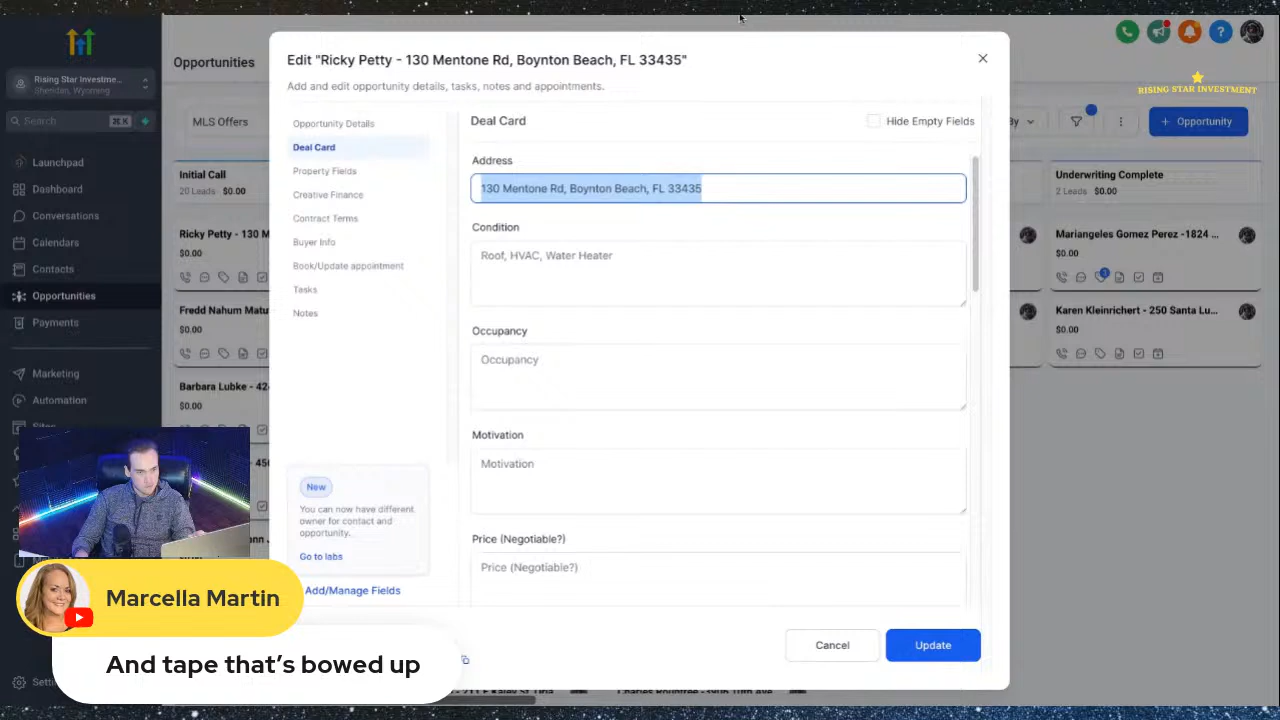 Edit "Ricky Petty - 130 Mentone Rd, Boynton Beach, FL 33435"
Add and edit opportunity details, tasks, notes and appointments.
Rising Star Investme...
Sheridan, Wyoming
Search
⌘K
Launchpad
Dashboard
Conversations
Calendars
Contacts
Opportunities
Payments
Marketing
Automation
Opportunities
MLS Offers
Initial Call
20 Leads $0.00
Ricky Petty - 130 M
$0.00
Fredd Nahum Matu
$0.00
Barbara Lubke - 424
$0.00
Opportunity Details
Deal Card
Property Fields
Creative Finance
Contract Terms
Buyer Info
Book/Update appointment
Tasks
Notes
New
You can now have different
owner for contact and
opportunity.
Go to labs
Add/Manage Fields
Deal Card
Hide Empty Fields
Address
130 Mentone Rd, Boynton Beach, FL 33435
Condition
Roof, HVAC, Water Heater
Occupancy
Occupancy
Motivation
Motivation
Price (Negotiable?)
Price (Negotiable?)
Cancel
Update
RISING STAR INVESTMENT
By
+ Opportunity
Underwriting Complete
2 Leads $0.00
Mariangeles Gomez Perez -1824 ...
$0.00
1
Karen Kleinrichert - 250 Santa Lu...
$0.00
Marcella Martin
And tape that's bowed up